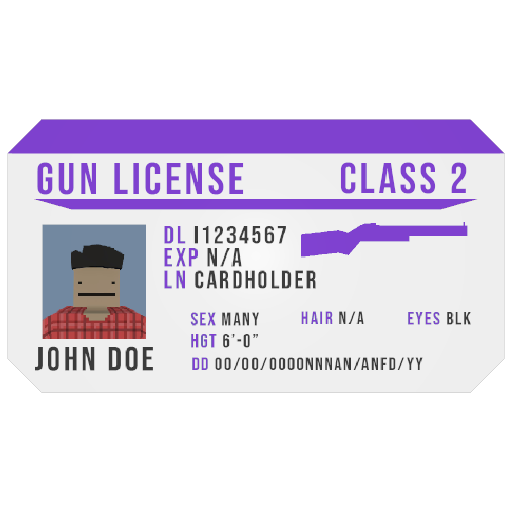 GUN LICENSE CLASS 2
DL I1234567
EXP N/A
LN CARDHOLDER
SEX MANY HAIR N/A EYES BLK
HGT 6'-0"
DD 00/00/0000NNNAN/ANFD/YY
JOHN DOE